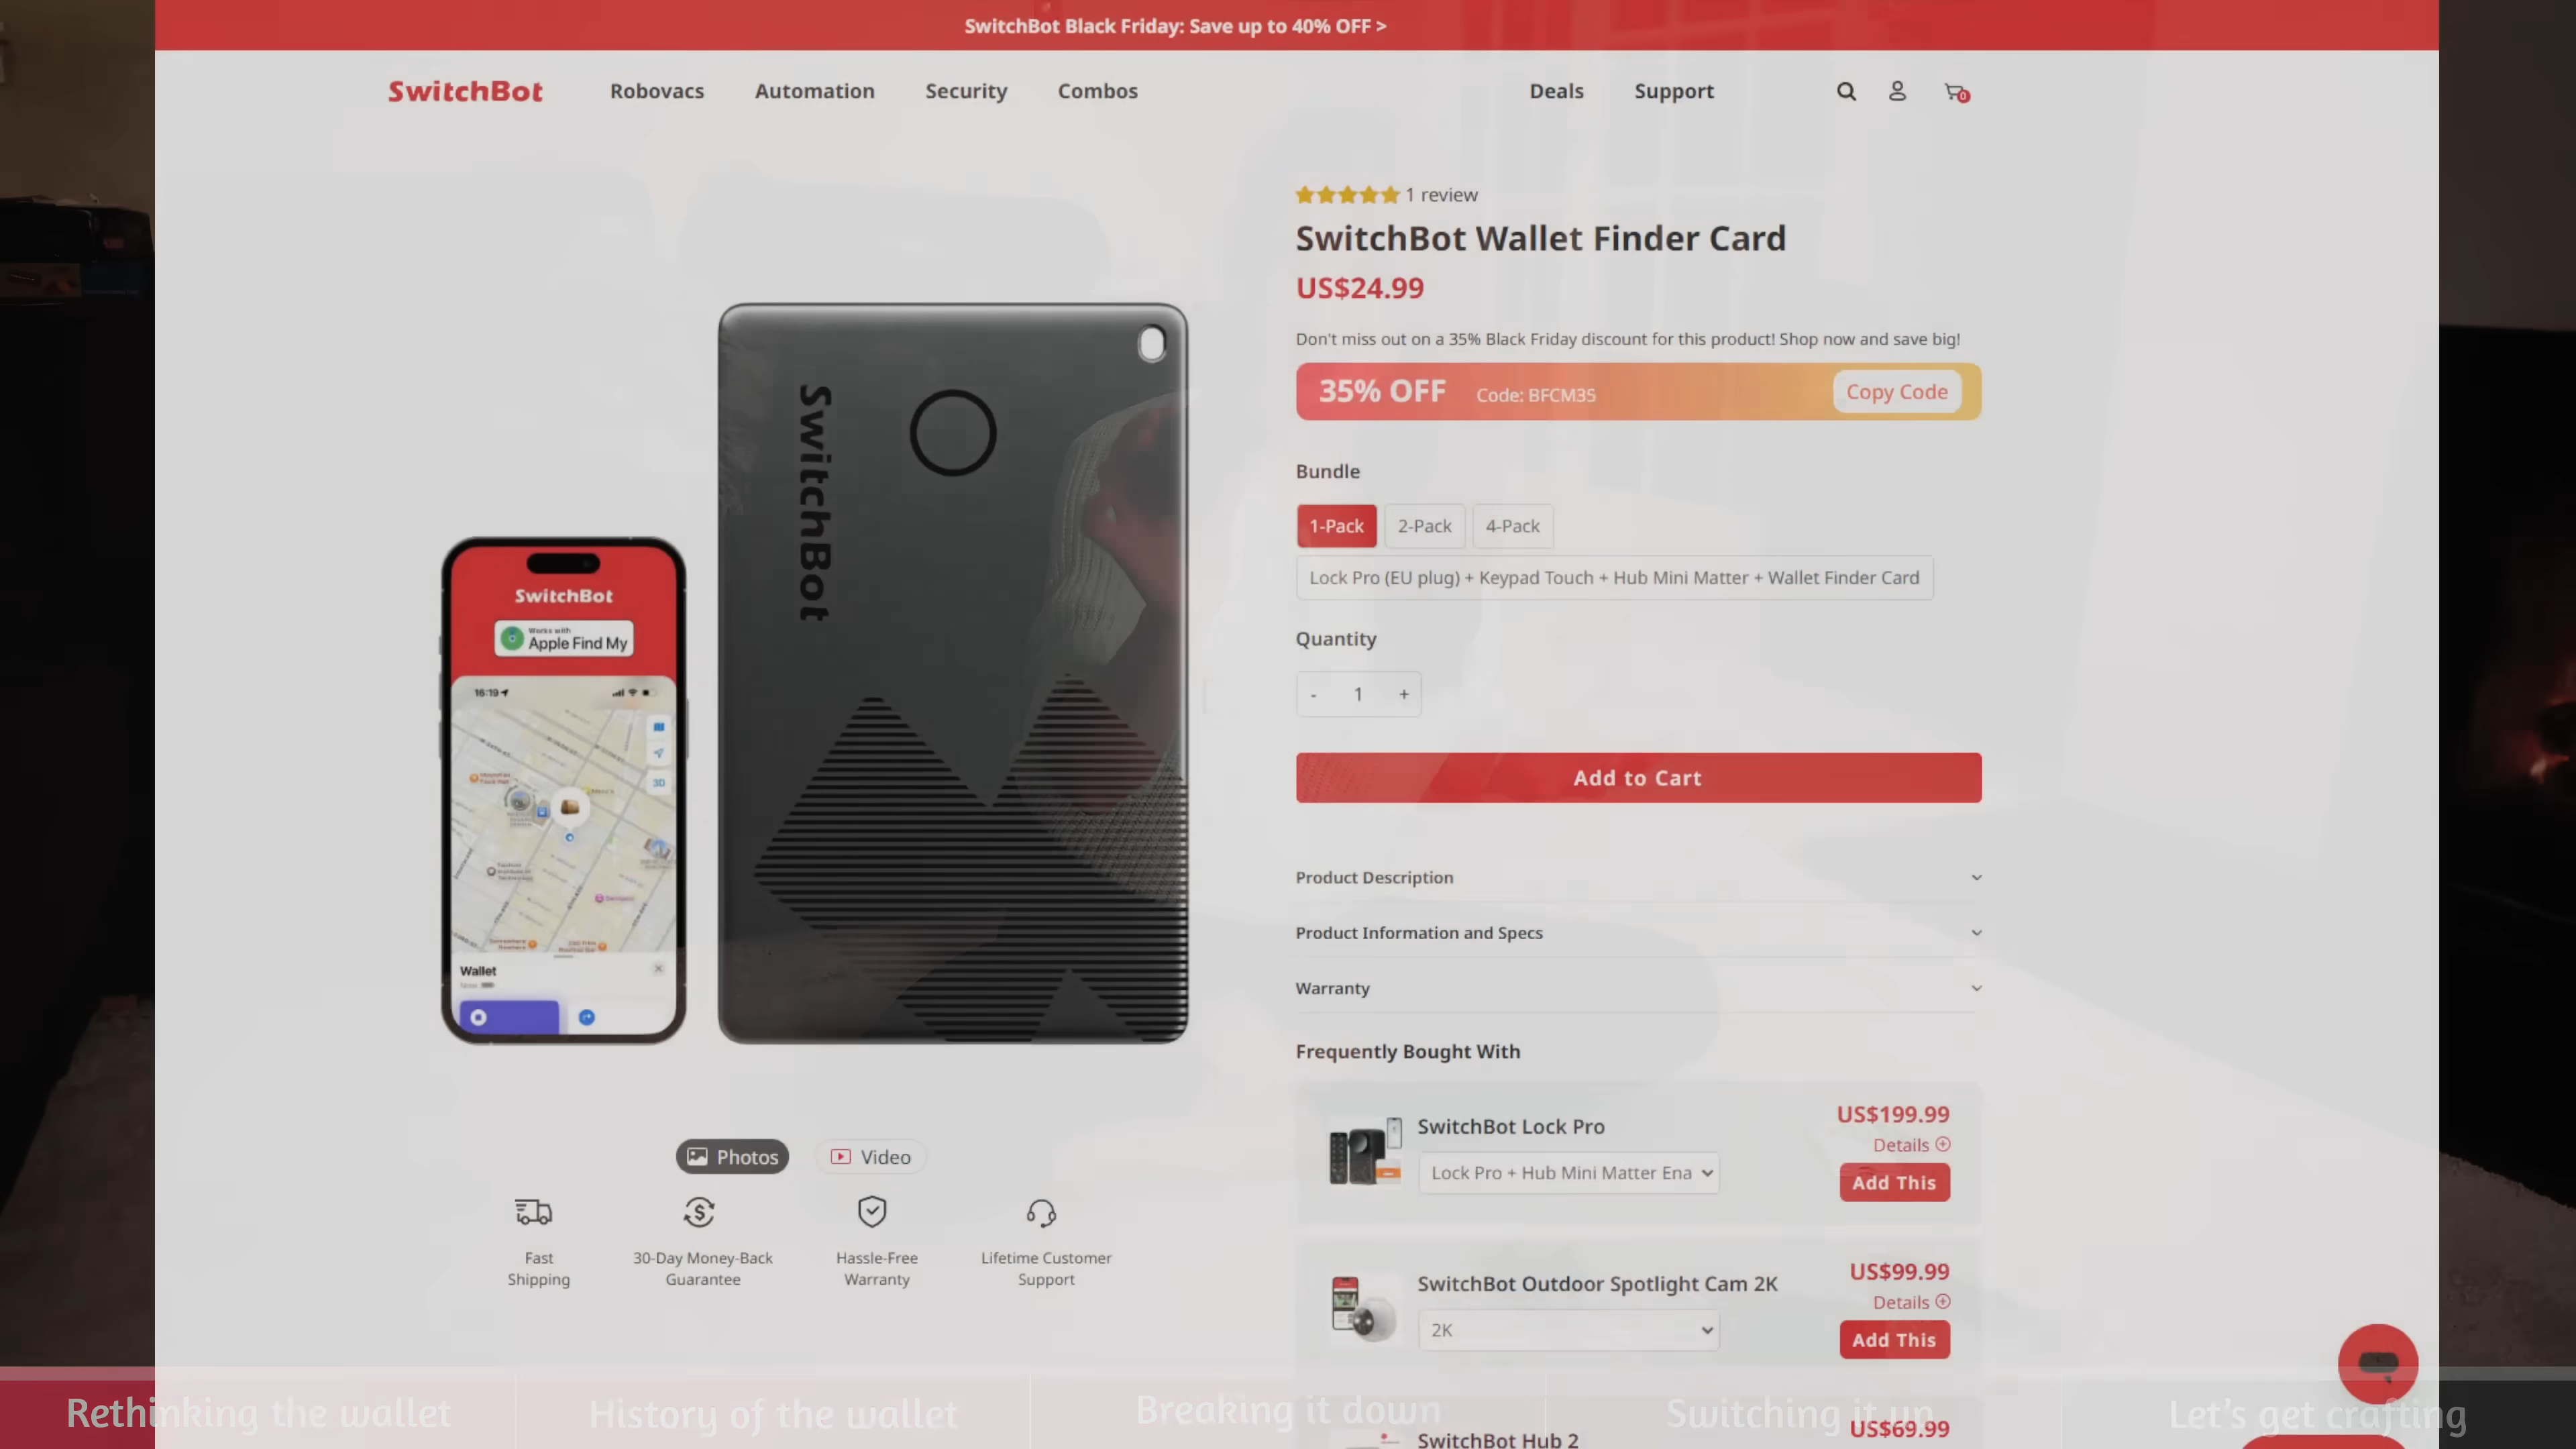 SwitchBot Black Friday: Save up to 40% OFF >
SwitchBot Robovacs Automation Security Combos Deals Support 0
1 review
SwitchBot Wallet Finder Card
US$24.99
Don't miss out on a 35% Black Friday discount for this product! Shop now and save big!
35% OFF Code: BFCM35 Copy Code
Bundle
1-Pack 2-Pack 4-Pack
Lock Pro (EU plug) + Keypad Touch + Hub Mini Matter + Wallet Finder Card
Quantity
- 1 +
Add to Cart
Product Description
Product Information and Specs
Warranty
Frequently Bought With
SwitchBot Lock Pro
US$199.99
Details
Lock Pro + Hub Mini Matter Ena
Add This
SwitchBot Outdoor Spotlight Cam 2K
US$99.99
Details
2K
Add This
SwitchBot Hub 2
US$69.99
SwitchBot
SwitchBot
Works with
Apple Find My
16:19
3D
Wallet
Photos Video
Fast
Shipping
30-Day Money-Back
Guarantee
Hassle-Free
Warranty
Lifetime Customer
Support
Rethinking the wallet
History of the wallet
Breaking it down
Switching it up
Let's get crafting